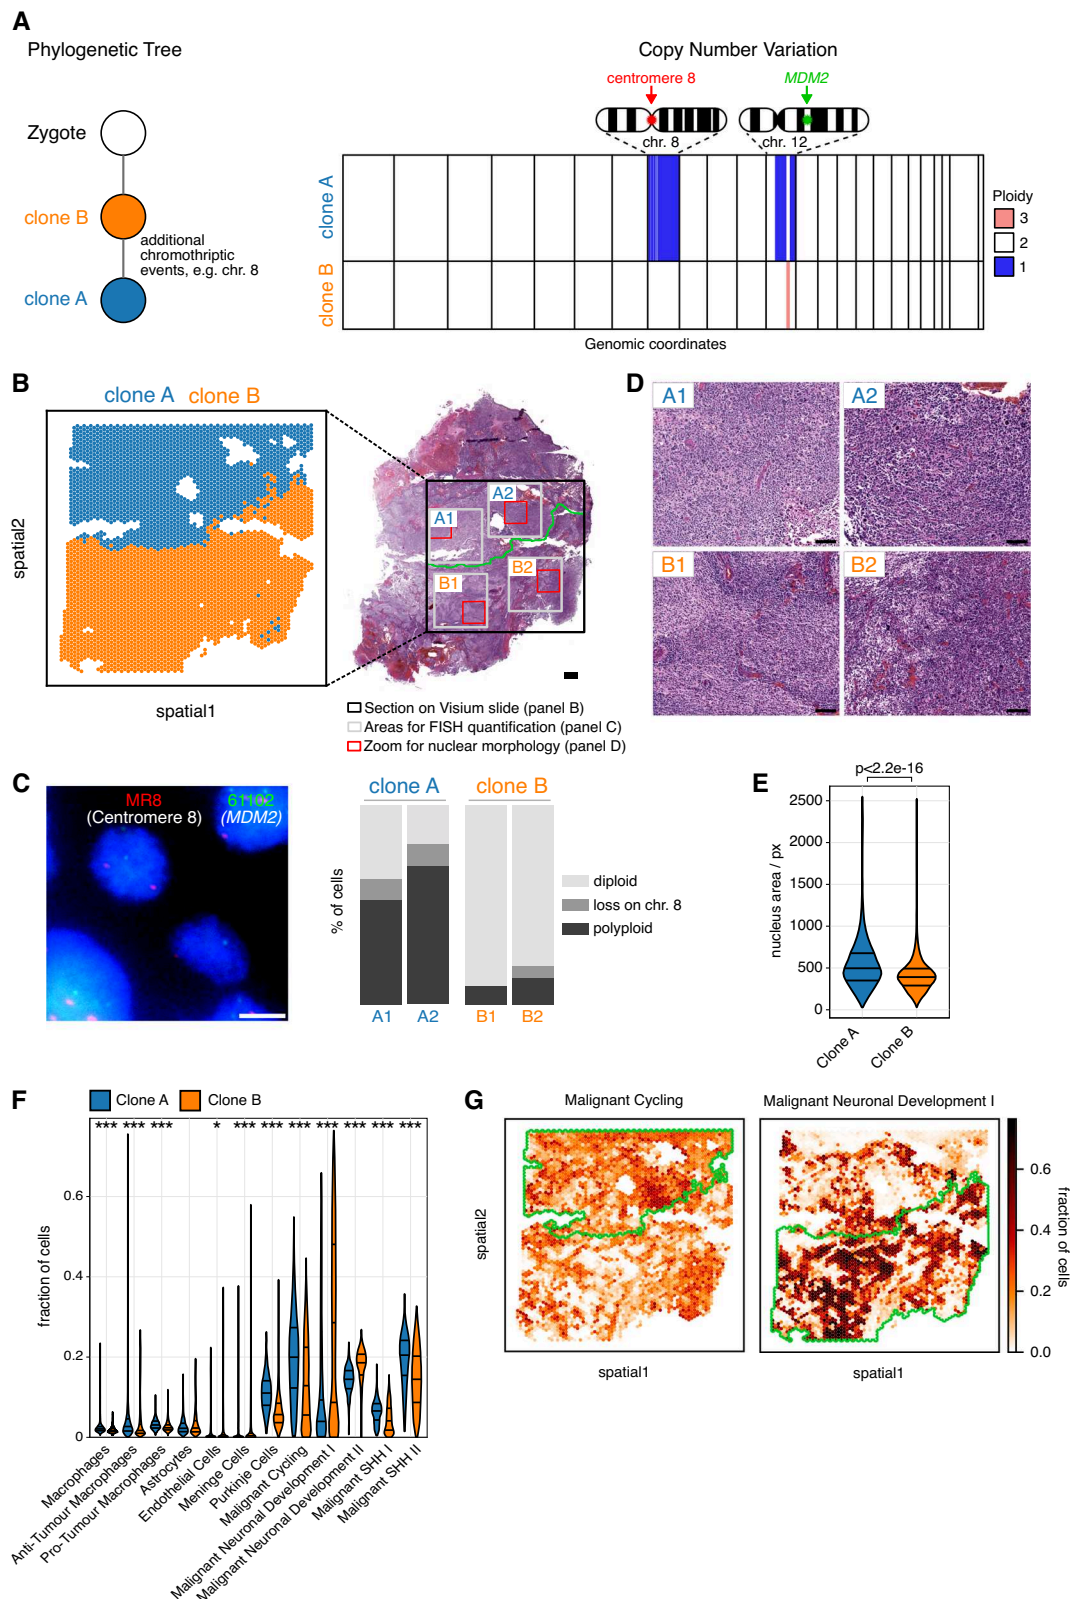 A
Phylogenetic Tree
Copy Number Variation
centromere 8
MDM2
Zygote
chr. 8
chr. 12
clone A
Ploidy
3
2
1
clone B
additional
chromothriptic
events, e.g. chr. 8
clone A
clone B
Genomic coordinates
B
clone A clone B
spatial2
spatial1
A1
A2
B1
B2
Section on Visium slide (panel B)
Areas for FISH quantification (panel C)
Zoom for nuclear morphology (panel D)
D
A1
A2
B1
B2
C
MR8
(Centromere 8)
61102
(MDM2)
clone A
clone B
% of cells
diploid
loss on chr. 8
polyploid
A1
A2
B1
B2
E
p<2.2e-16
nucleus area / px
2500
2000
1500
1000
500
0
Clone A
Clone B
F
Clone A
Clone B
*** *** *** * *** *** *** *** *** *** ***
fraction of cells
0.6
0.4
0.2
0
Macrophages
Anti-Tumour Macrophages
Pro-Tumour Macrophages
Astrocytes
Endothelial Cells
Meninge Cells
Purkinje Cells
Malignant Cycling
Malignant Neuronal Development I
Malignant Neuronal Development II
Malignant SHH I
Malignant SHH II
G
Malignant Cycling
Malignant Neuronal Development I
spatial2
spatial1
spatial1
0.6
0.4
0.2
0.0
fraction of cells